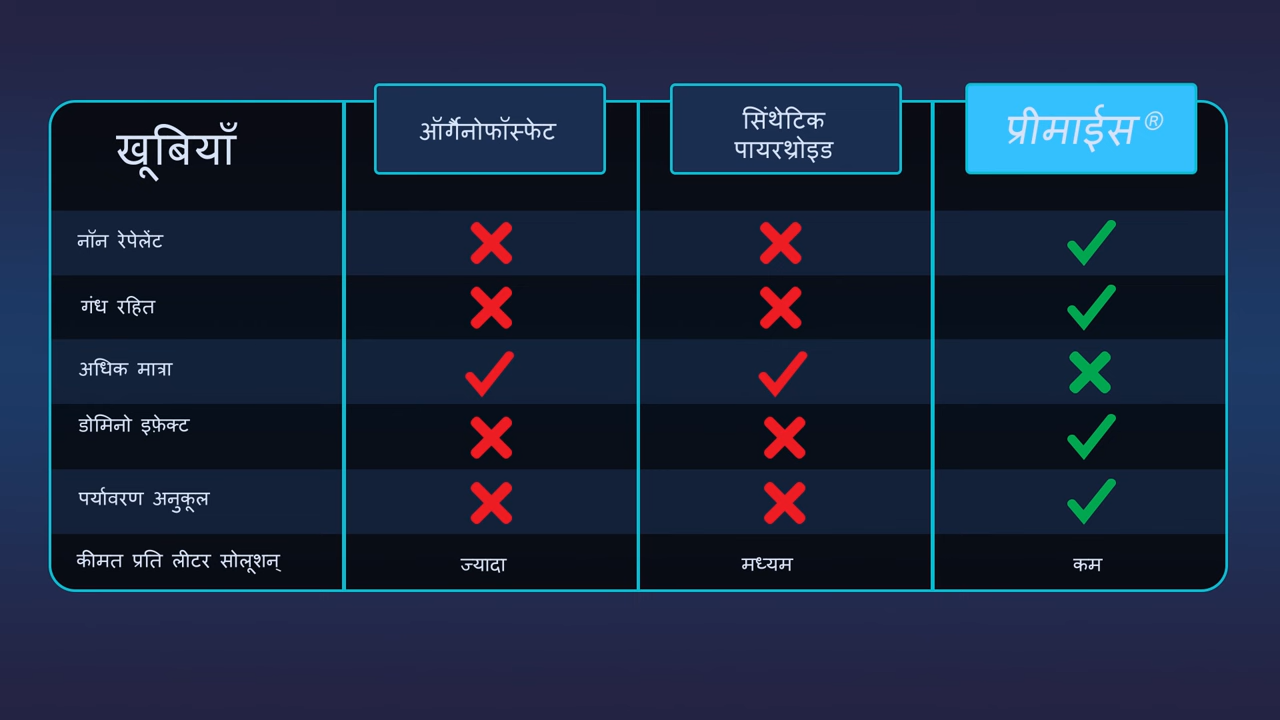 खूबियाँ
ऑर्गैनोफॉस्फेट
सिंथेटिक
पायरथ्रोइड
प्रीमाईस ®
नॉन रेपेलेंट
गंध रहित
अधिक मात्रा
डोमिनो इफ़ेक्ट
पर्यावरण अनुकूल
कीमत प्रति लीटर सोलूशन् ज्यादा मध्यम कम